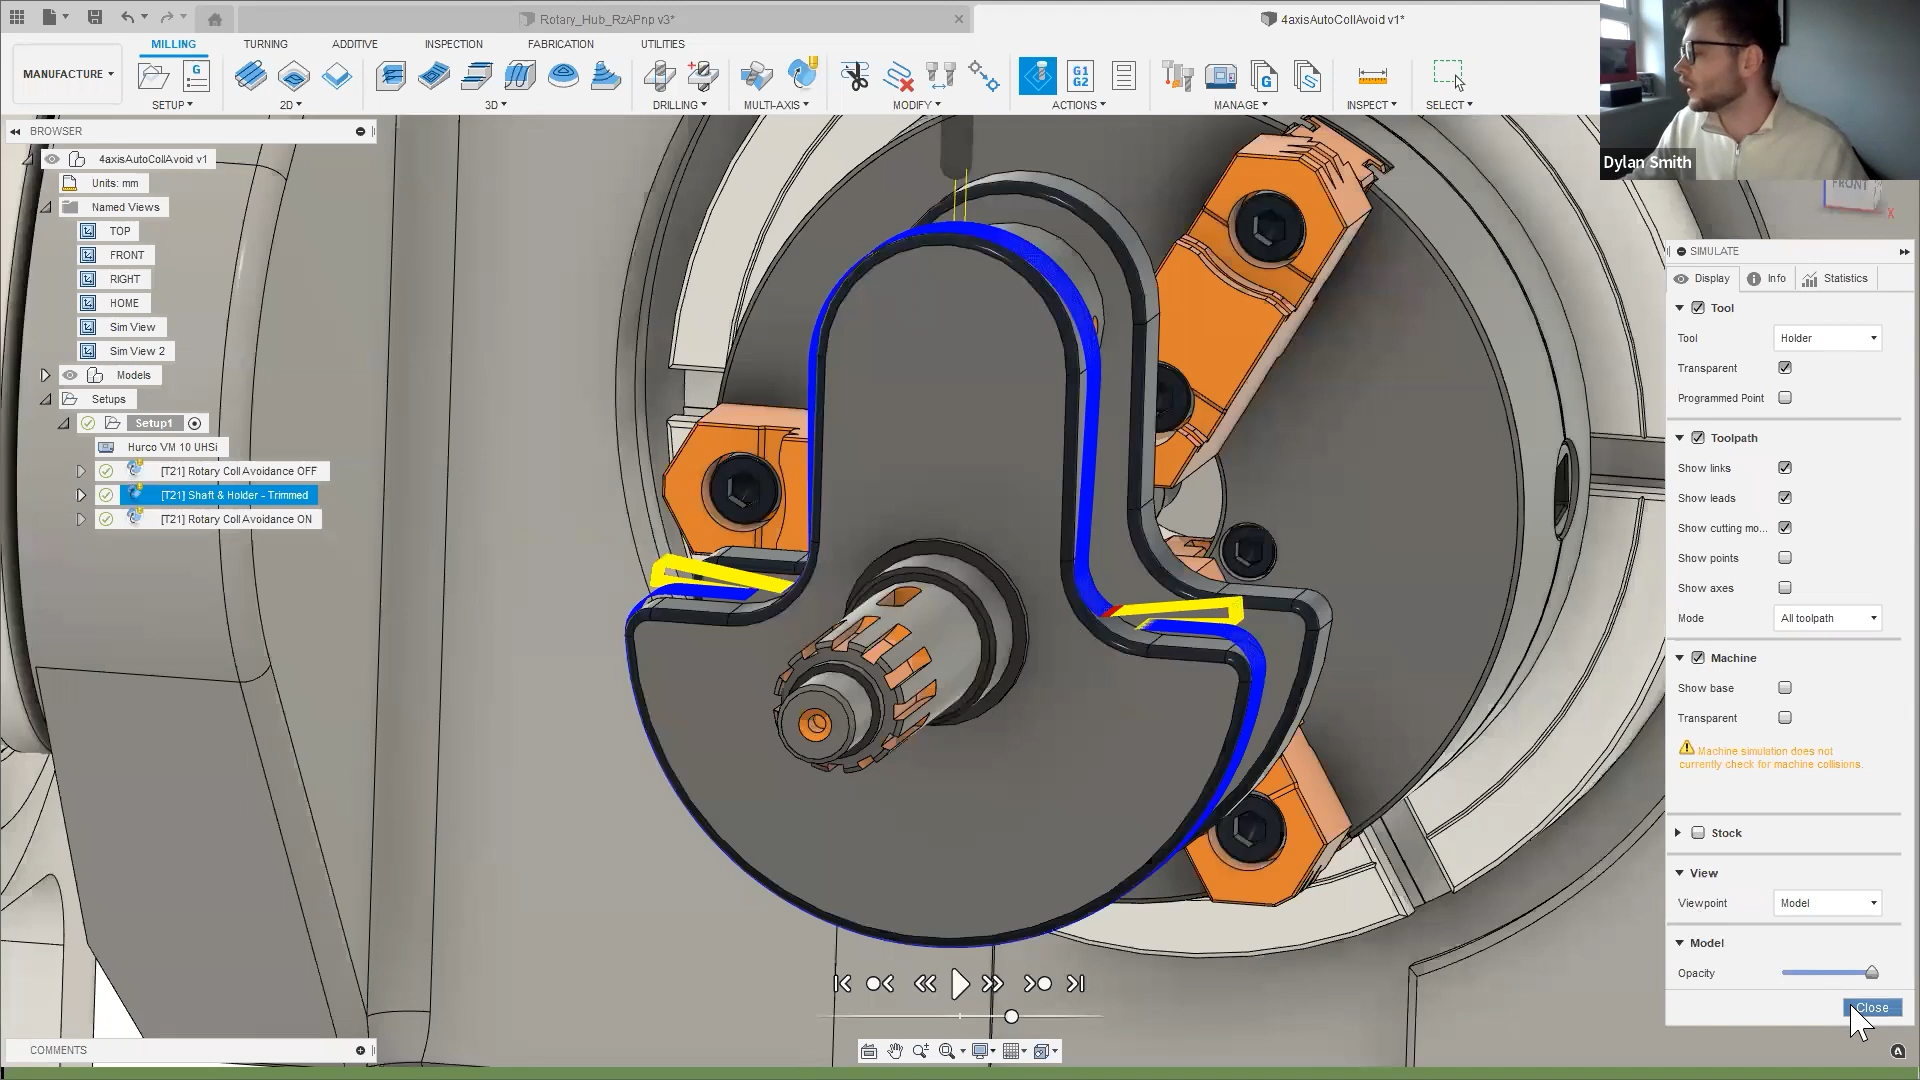 Rotary_Hub_RzAPnp v3*
4axisAutoCollAvoid v1*
MILLING
TURNING
ADDITIVE
INSPECTION
FABRICATION
UTILITIES
MANUFACTURE
G
G1
G2
G
SETUP
2D
3D
DRILLING
MULTI-AXIS
MODIFY
ACTIONS
MANAGE
INSPECT
SELECT
Dylan Smith
FRONT
X
BROWSER
4axisAutoCollAvoid v1
Units: mm
Named Views
TOP
FRONT
RIGHT
HOME
Sim View
Sim View 2
Models
Setups
Setup1
Hurco VM 10 UHSi
[T21] Rotary Coll Avoidance OFF
[T21] Shaft & Holder - Trimmed
[T21] Rotary Coll Avoidance ON
SIMULATE
Display
Info
Statistics
Tool
Tool
Holder
Transparent
Programmed Point
Toolpath
Show links
Show leads
Show cutting mo...
Show points
Show axes
Mode
All toolpath
Machine
Show base
Transparent
Machine simulation does not
currently check for machine collisions.
Stock
View
Viewpoint
Model
Model
Opacity
Close
COMMENTS